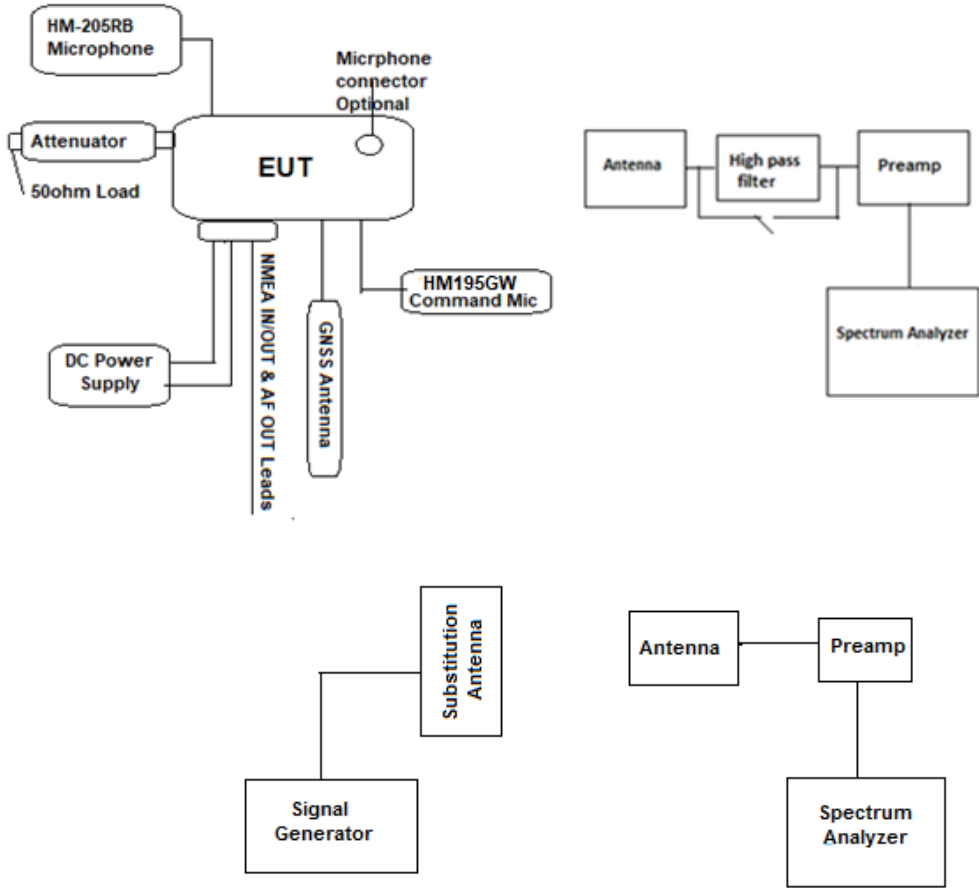 HM-205RB
Microphone
Micrphone
connector
Optional
Attenuator
EUT
50ohm Load
HM195GW
Command Mic
DC Power
Supply
NMEA IN/OUT & AF OUT Leads
GNSS Antenna
Antenna
High pass
filter
Preamp
Spectrum Analyzer
Substitution
Antenna
Signal
Generator
Antenna
Preamp
Spectrum
Analyzer